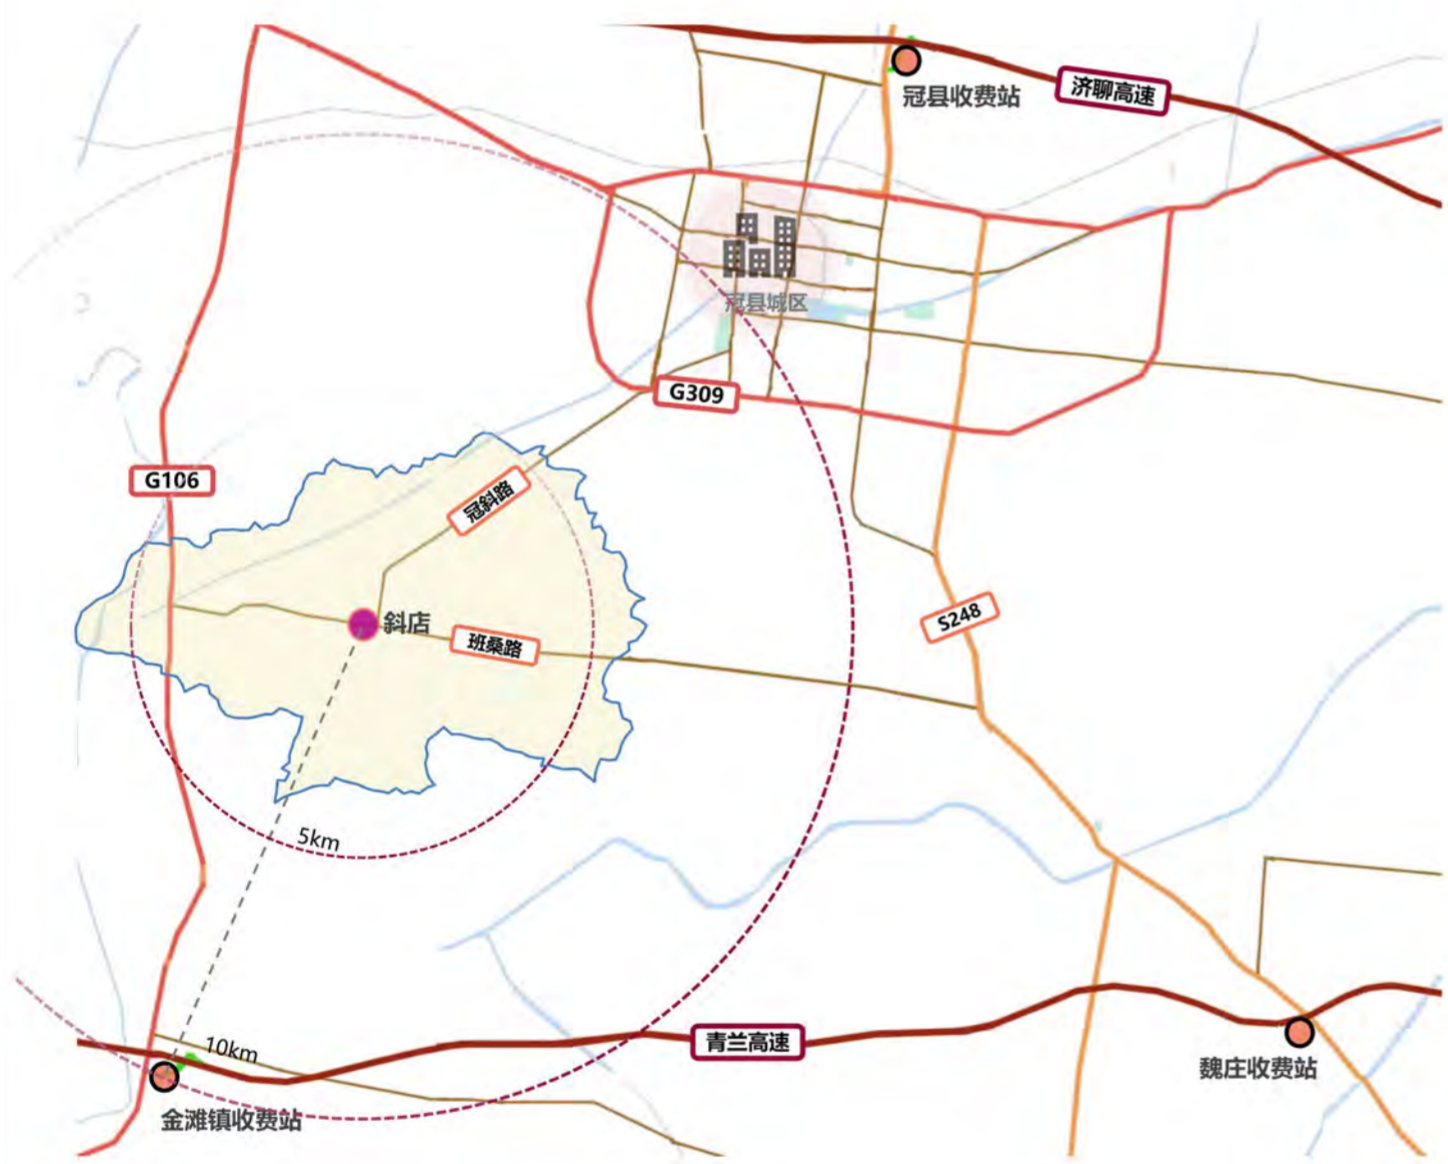 冠县收费站
济聊高速
冠县城区
G309
G106
冠斜路
斜店
班桑路
S248
5km
10km
青兰高速
金滩镇收费站
魏庄收费站